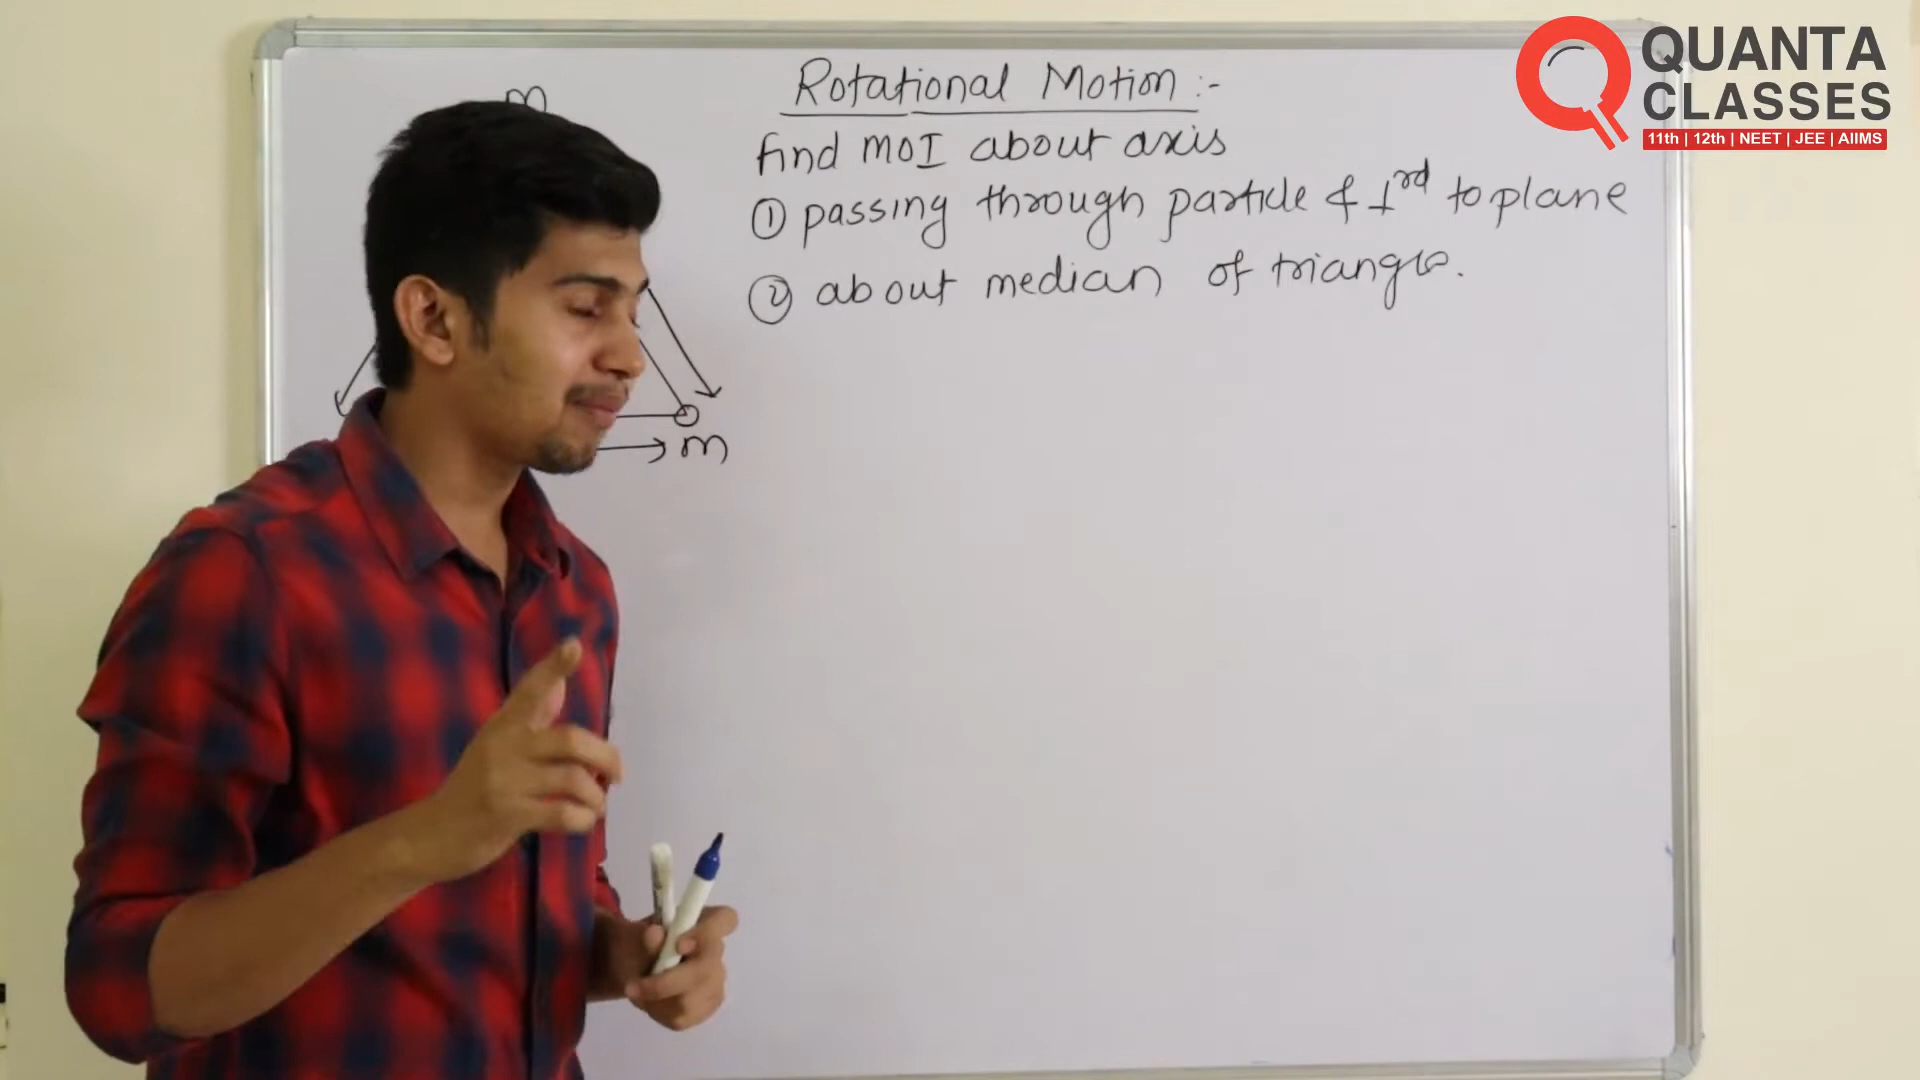 QUANTA
CLASSES
11th | 12th | NEET | JEE | AIIMS
m
Rotational Motion :-
find MOI about axis
① passing through particle & ⊥rd to plane
② about median of triangle.
m